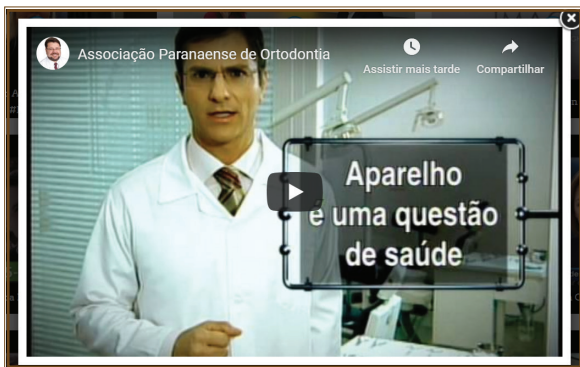 Associação Paranaense de Ortodontia
Assistir mais tarde
Compartilhar
Aparelho
é uma questão
de saúde